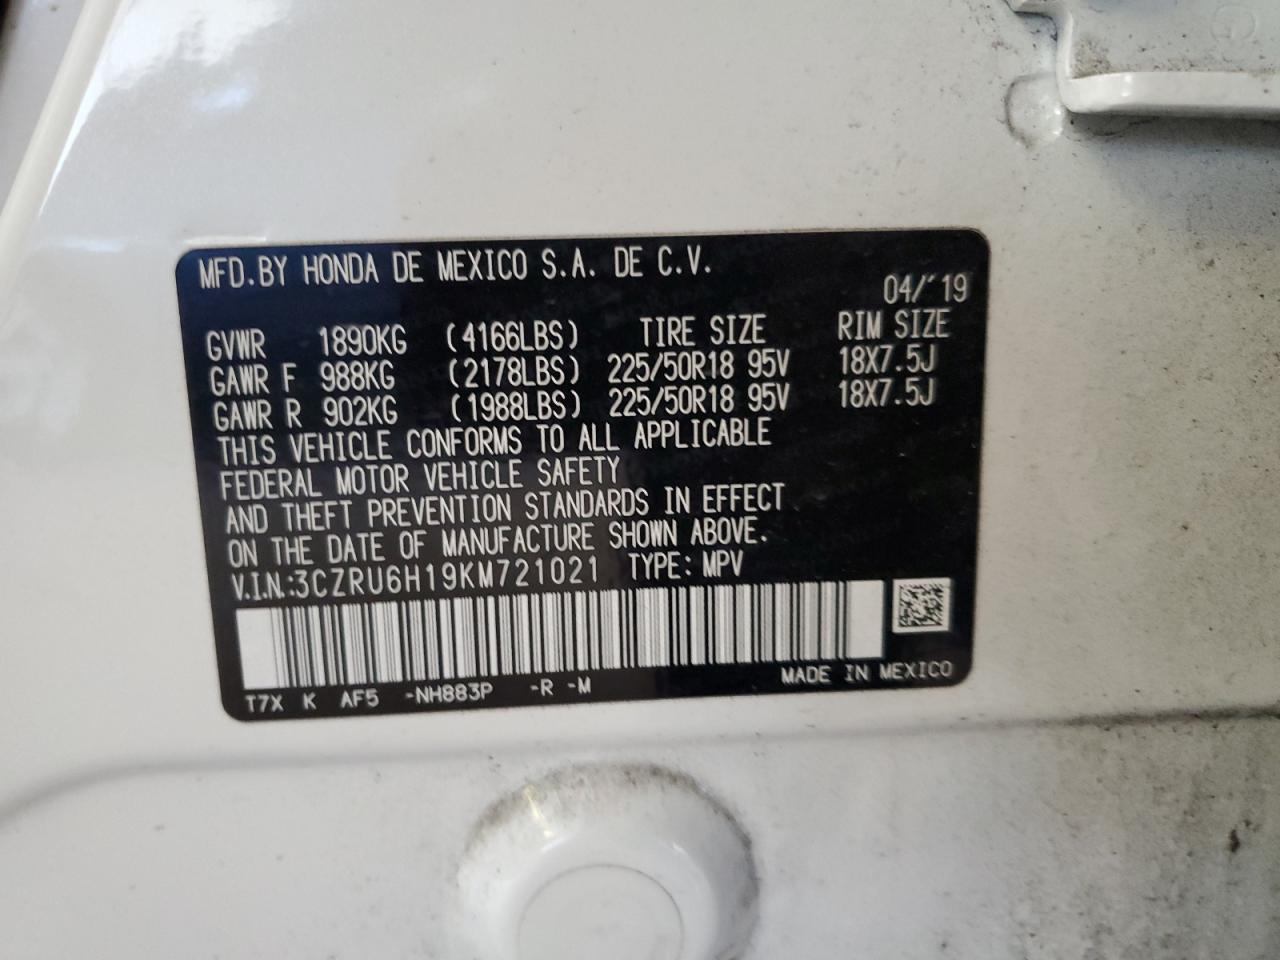 MFD.BY HONDA DE MEXICO S.A. DE C.V.
04/'19
GVWR 1890KG (4166LBS) TIRE SIZE RIM SIZE
GAWR F 988KG (2178LBS) 225/50R18 95V 18X7.5J
GAWR R 902KG (1988LBS) 225/50R18 95V 18X7.5J
THIS VEHICLE CONFORMS TO ALL APPLICABLE
FEDERAL MOTOR VEHICLE SAFETY
AND THEFT PREVENTION STANDARDS IN EFFECT
ON THE DATE OF MANUFACTURE SHOWN ABOVE.
V.I.N.:3CZRU6H19KM721021 TYPE: MPV
T7X K AF5 -NH883P -R -M MADE IN MEXICO